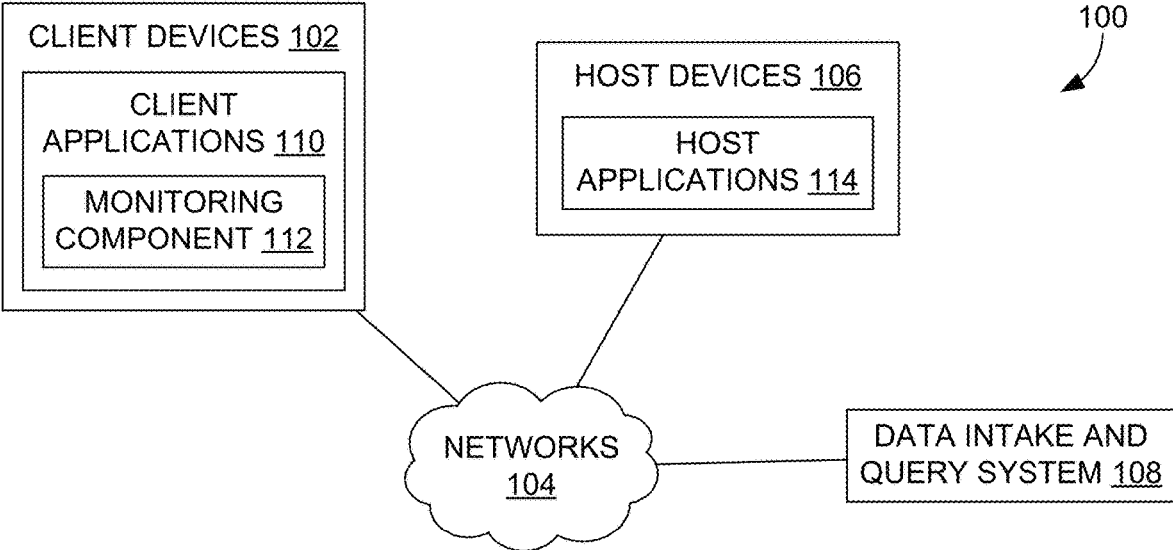 CLIENT DEVICES 102
CLIENT
APPLICATIONS 110
MONITORING
COMPONENT 112
HOST DEVICES 106
HOST
APPLICATIONS 114
100
NETWORKS
104
DATA INTAKE AND
QUERY SYSTEM 108